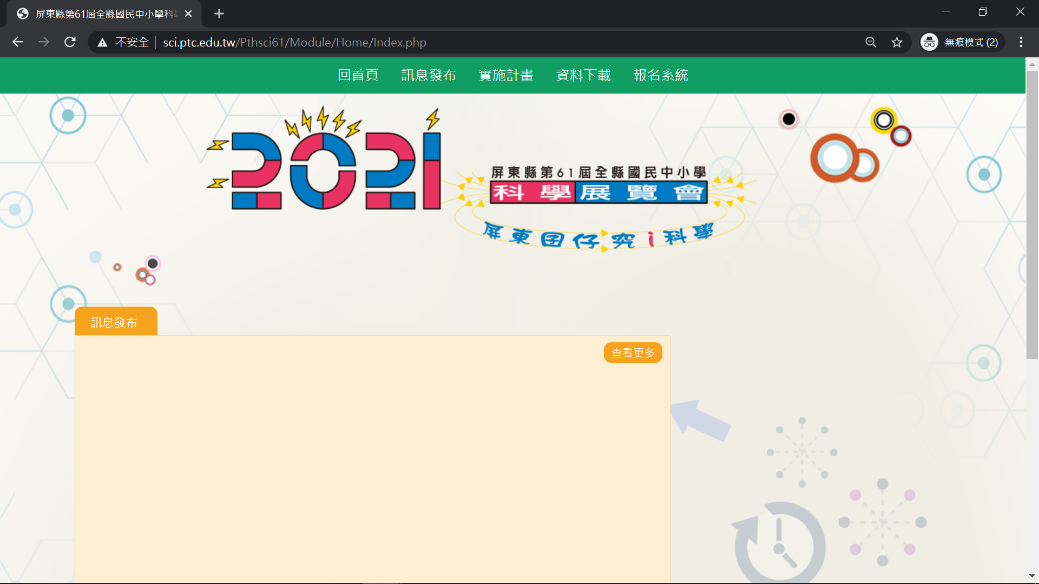 屏東縣第61屆全縣國民中小學科
不安全 | sci.ptc.edu.tw/Pthsci61/Module/Home/Index.php
無痕模式 (2)
回首頁 訊息發布 實施計畫 資料下載 報名系統
2021
屏東縣第61屆全縣國民中小學
科學展覽會
屏東囝仔究i科學
訊息發布
查看更多